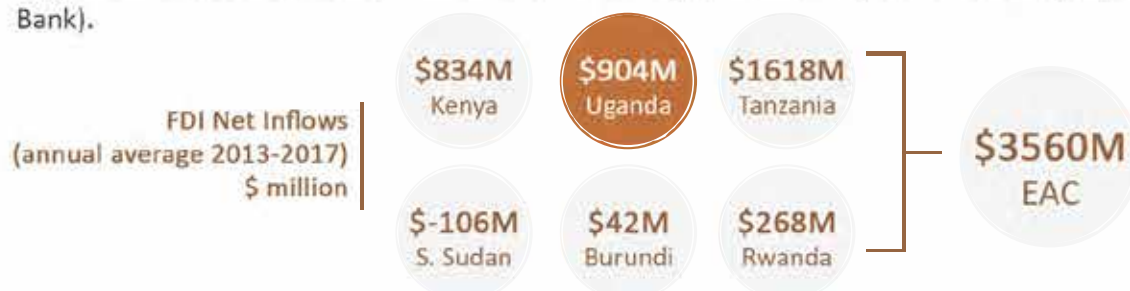 Bank).
FDI Net Inflows
(annual average 2013-2017)
$ million
$834M
Kenya
$904M
Uganda
$1618M
Tanzania
$-106M
S. Sudan
$42M
Burundi
$268M
Rwanda
$3560M
EAC